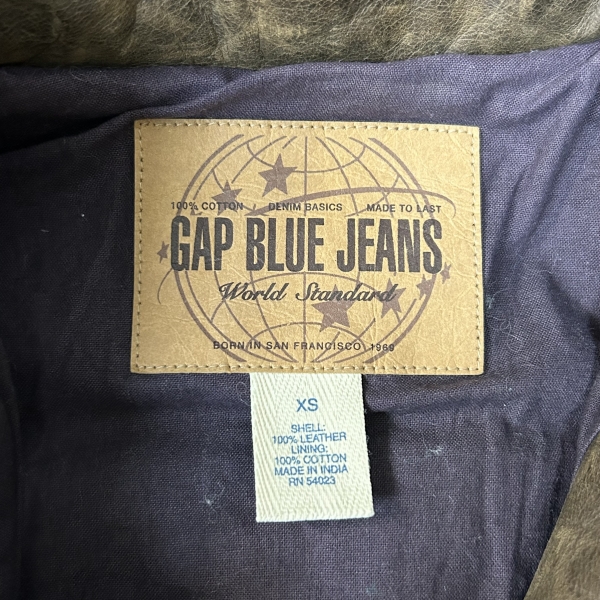 100% COTTON DENIM BASICS MADE TO LAST
GAP BLUE JEANS
World Standard
BORN IN SAN FRANCISCO 1969
XS
SHELL:
100% LEATHER
LINING:
100% COTTON
MADE IN INDIA
RN 54023